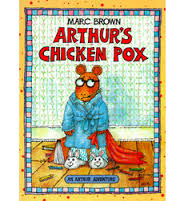 MARC BROWN
ARTHUR'S
CHICKEN POX
AN ARTHUR ADVENTURE